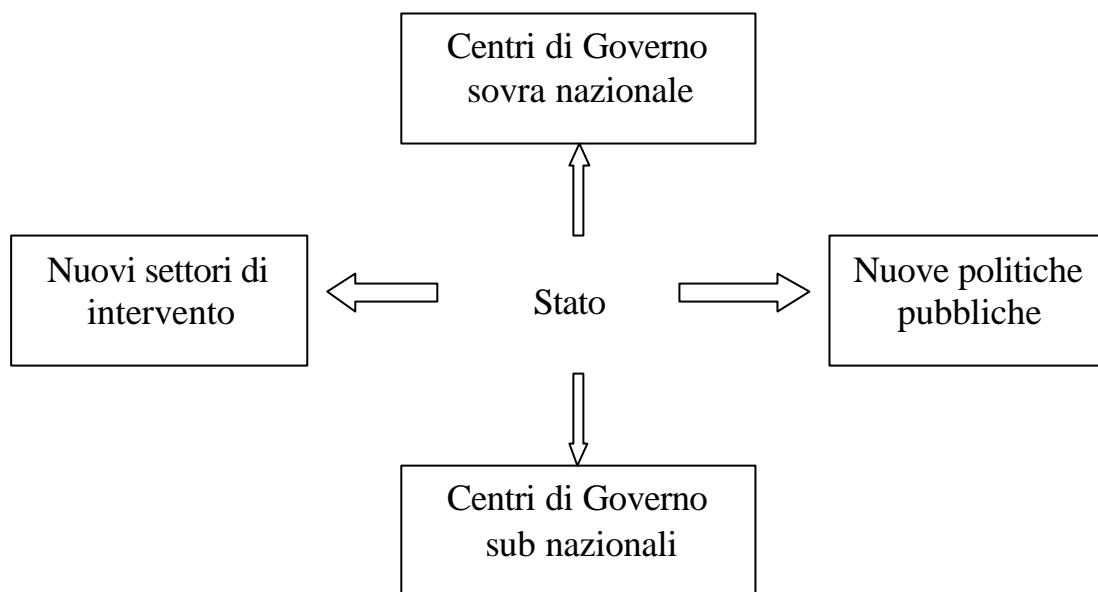 Centri di Governo
sovra nazionale
Nuovi settori di
intervento
Stato
Nuove politiche
pubbliche
Centri di Governo
sub nazionali